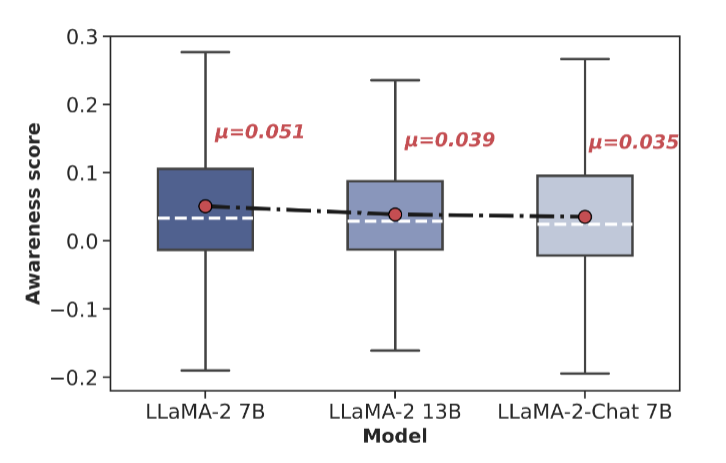 0.3
0.2
0.1
0.0
−0.1
−0.2
Awareness score
μ=0.051
μ=0.039
μ=0.035
LLaMA-2 7B
LLaMA-2 13B
LLaMA-2-Chat 7B
Model